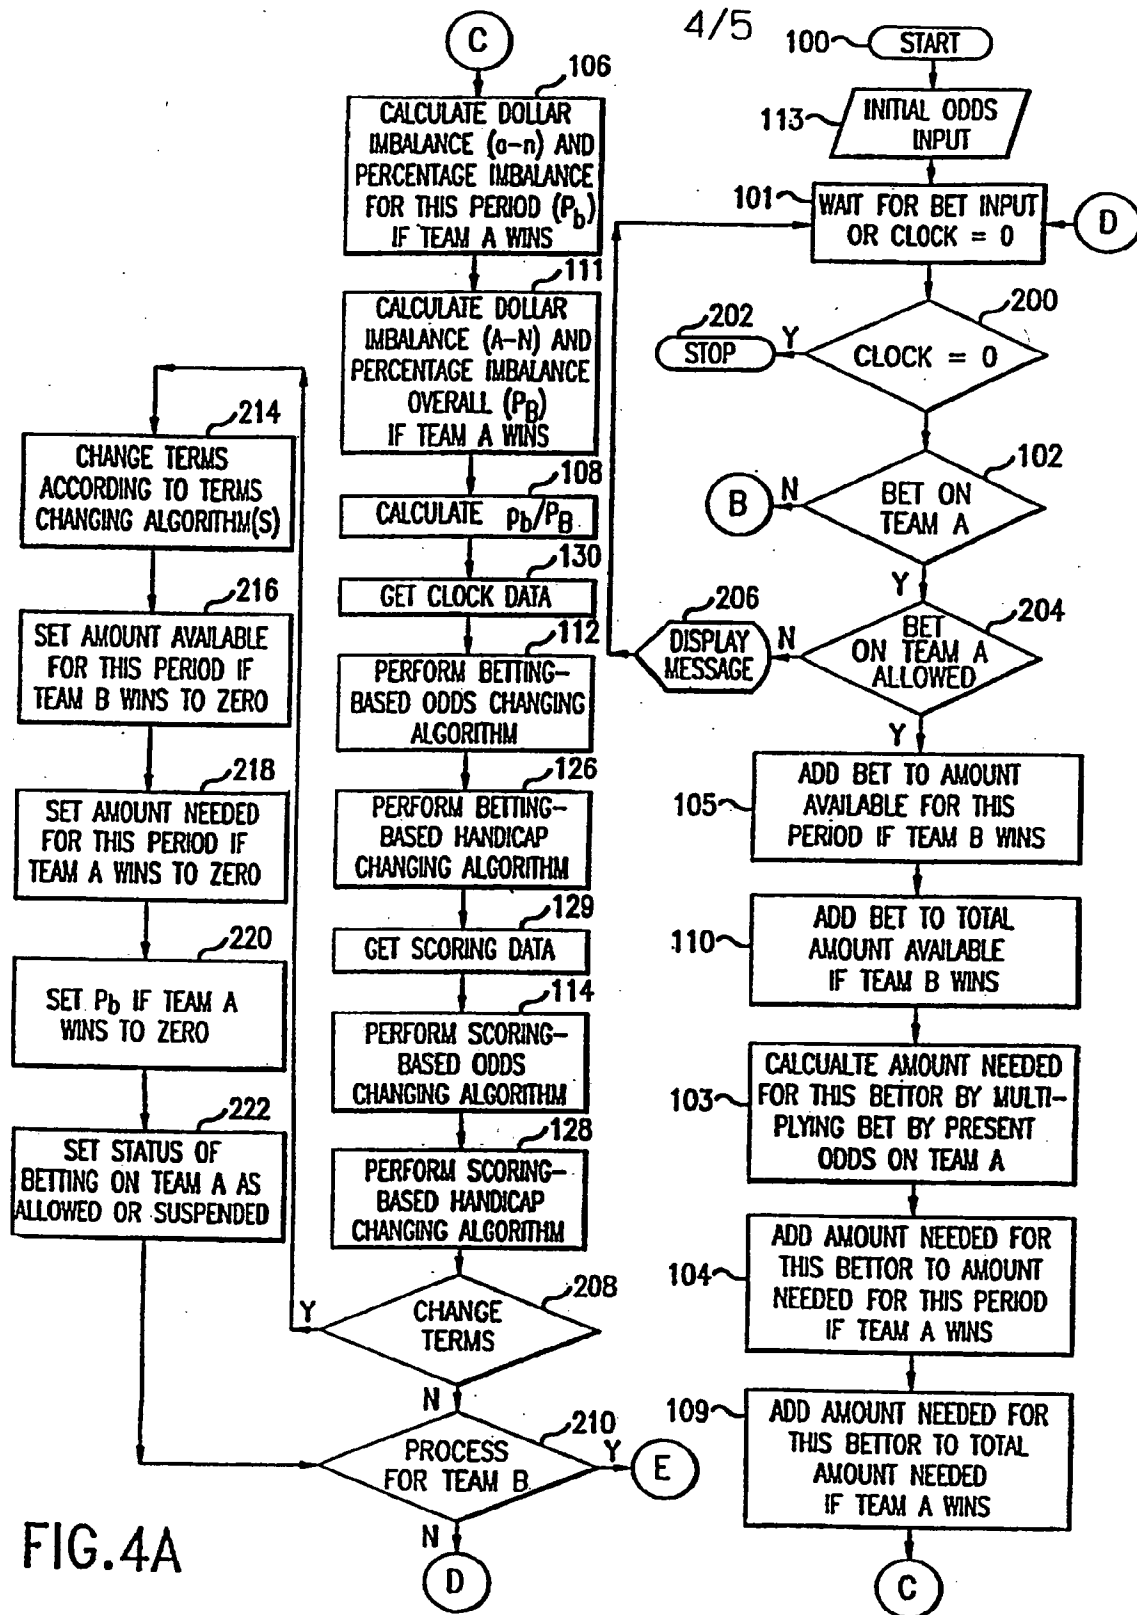 4/5
100
START
113
INITIAL ODDS
INPUT
101
WAIT FOR BET INPUT
OR CLOCK = 0
D
200
CLOCK = 0
Y
202
STOP
102
BET ON
TEAM A
N
B
Y
204
BET
ON TEAM A
ALLOWED
N
206
DISPLAY
MESSAGE
Y
105
ADD BET TO AMOUNT
AVAILABLE FOR THIS
PERIOD IF TEAM B WINS
110
ADD BET TO TOTAL
AMOUNT AVAILABLE
IF TEAM B WINS
103
CALCUALTE AMOUNT NEEDED
FOR THIS BETTOR BY MULTI-
PLYING BET BY PRESENT
ODDS ON TEAM A
104
ADD AMOUNT NEEDED FOR
THIS BETTOR TO AMOUNT
NEEDED FOR THIS PERIOD
IF TEAM A WINS
109
ADD AMOUNT NEEDED FOR
THIS BETTOR TO TOTAL
AMOUNT NEEDED
IF TEAM A WINS
C
C
106
CALCULATE DOLLAR
IMBALANCE (a-n) AND
PERCENTAGE IMBALANCE
FOR THIS PERIOD (Pb)
IF TEAM A WINS
111
CALCULATE DOLLAR
IMBALANCE (A-N) AND
PERCENTAGE IMBALANCE
OVERALL (PB)
IF TEAM A WINS
108
CALCULATE Pb/PB
130
GET CLOCK DATA
112
PERFORM BETTING-
BASED ODDS CHANGING
ALGORITHM
126
PERFORM BETTING-
BASED HANDICAP
CHANGING ALGORITHM
129
GET SCORING DATA
114
PERFORM SCORING-
BASED ODDS
CHANGING ALGORITHM
128
PERFORM SCORING-
BASED HANDICAP
CHANGING ALGORITHM
208
CHANGE
TERMS
Y
N
210
PROCESS
FOR TEAM B
Y
E
N
D
214
CHANGE TERMS
ACCORDING TO TERMS
CHANGING ALGORITHM(S)
216
SET AMOUNT AVAILABLE
FOR THIS PERIOD IF
TEAM B WINS TO ZERO
218
SET AMOUNT NEEDED
FOR THIS PERIOD IF
TEAM A WINS TO ZERO
220
SET Pb IF TEAM A
WINS TO ZERO
222
SET STATUS OF
BETTING ON TEAM A AS
ALLOWED OR SUSPENDED
FIG.4A